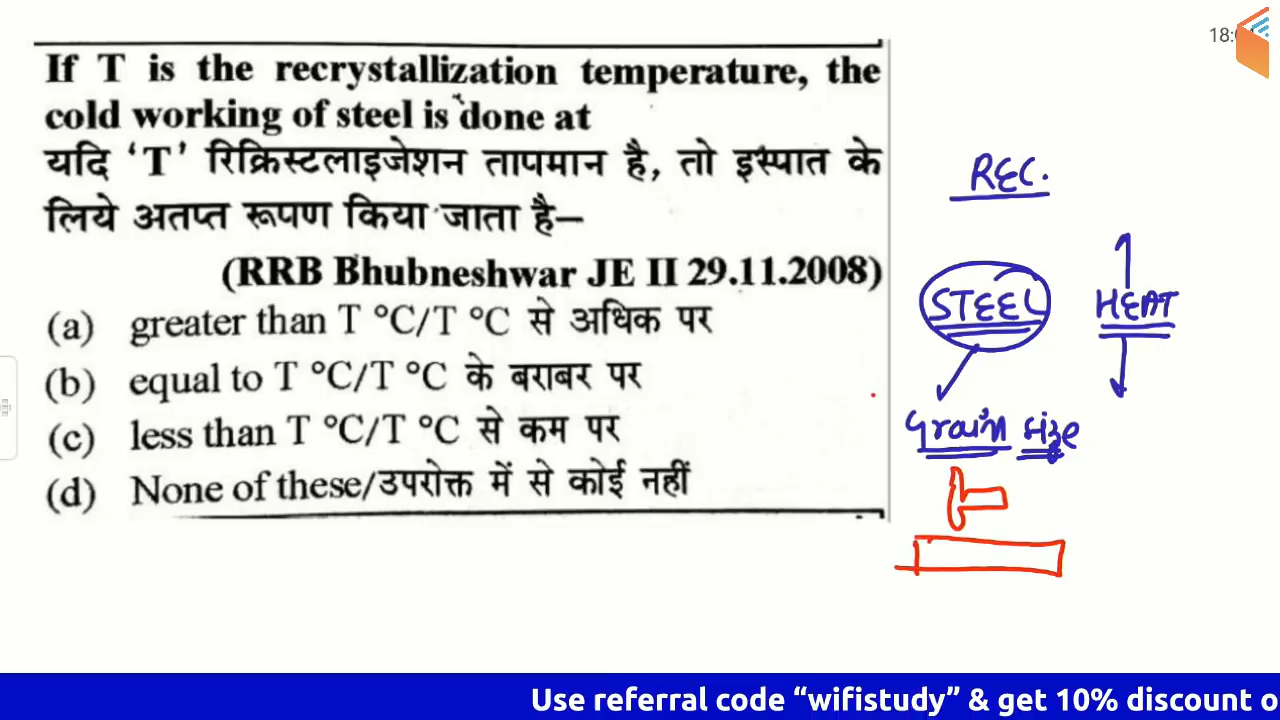 If T is the recrystallization temperature, the
cold working of steel is done at
यदि ‘T’ रिक्रिस्टलाइजेशन तापमान है, तो इस्पात के
लिये अतप्त रूपण किया जाता है–
(RRB Bhubneshwar JE II 29.11.2008)
(a) greater than T °C/T °C से अधिक पर
(b) equal to T °C/T °C के बराबर पर
(c) less than T °C/T °C से कम पर
(d) None of these/उपरोक्त में से कोई नहीं
REC.
STEEL HEAT
Grain size
Use referral code “wifistudy” & get 10% discount o